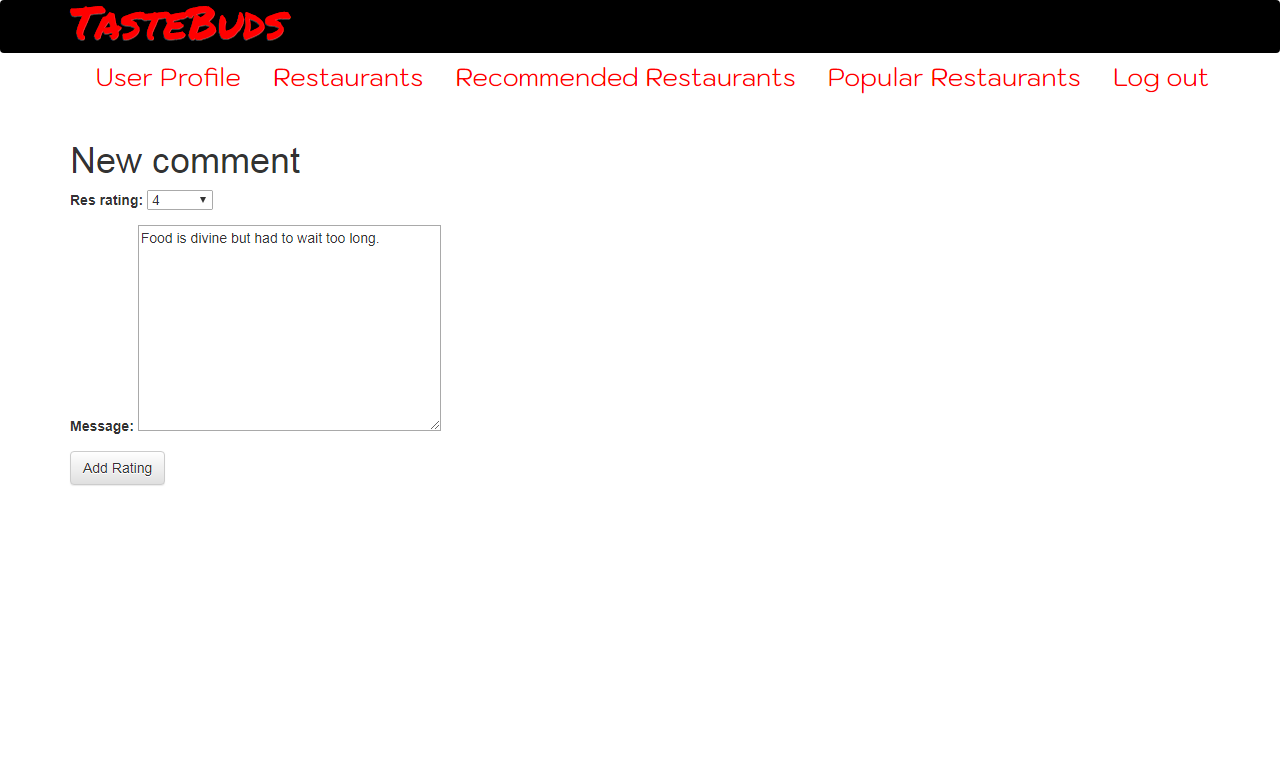 TasteBuds
User Profile Restaurants Recommended Restaurants Popular Restaurants Log out
New comment
Res rating: 4
Food is divine but had to wait too long.
Message:
Add Rating